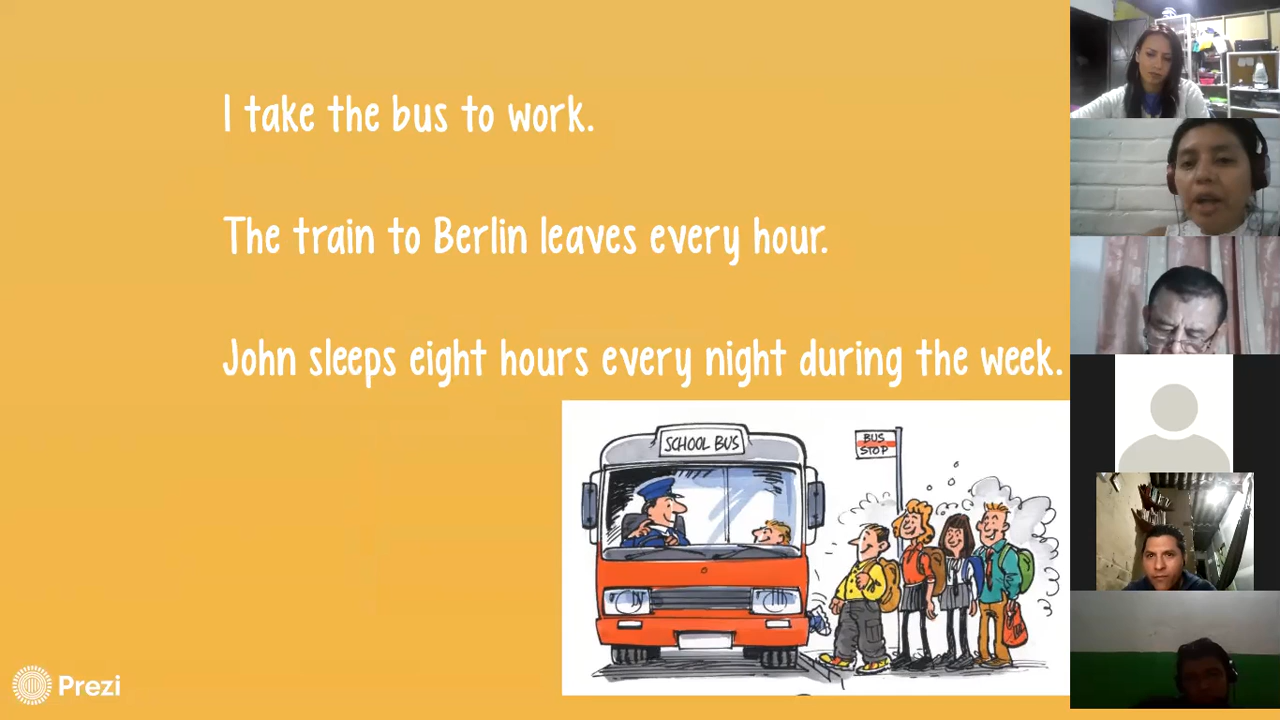 I take the bus to work.
The train to Berlin leaves every hour.
John sleeps eight hours every night during the week.
SCHOOL BUS
BUS
STOP
Prezi